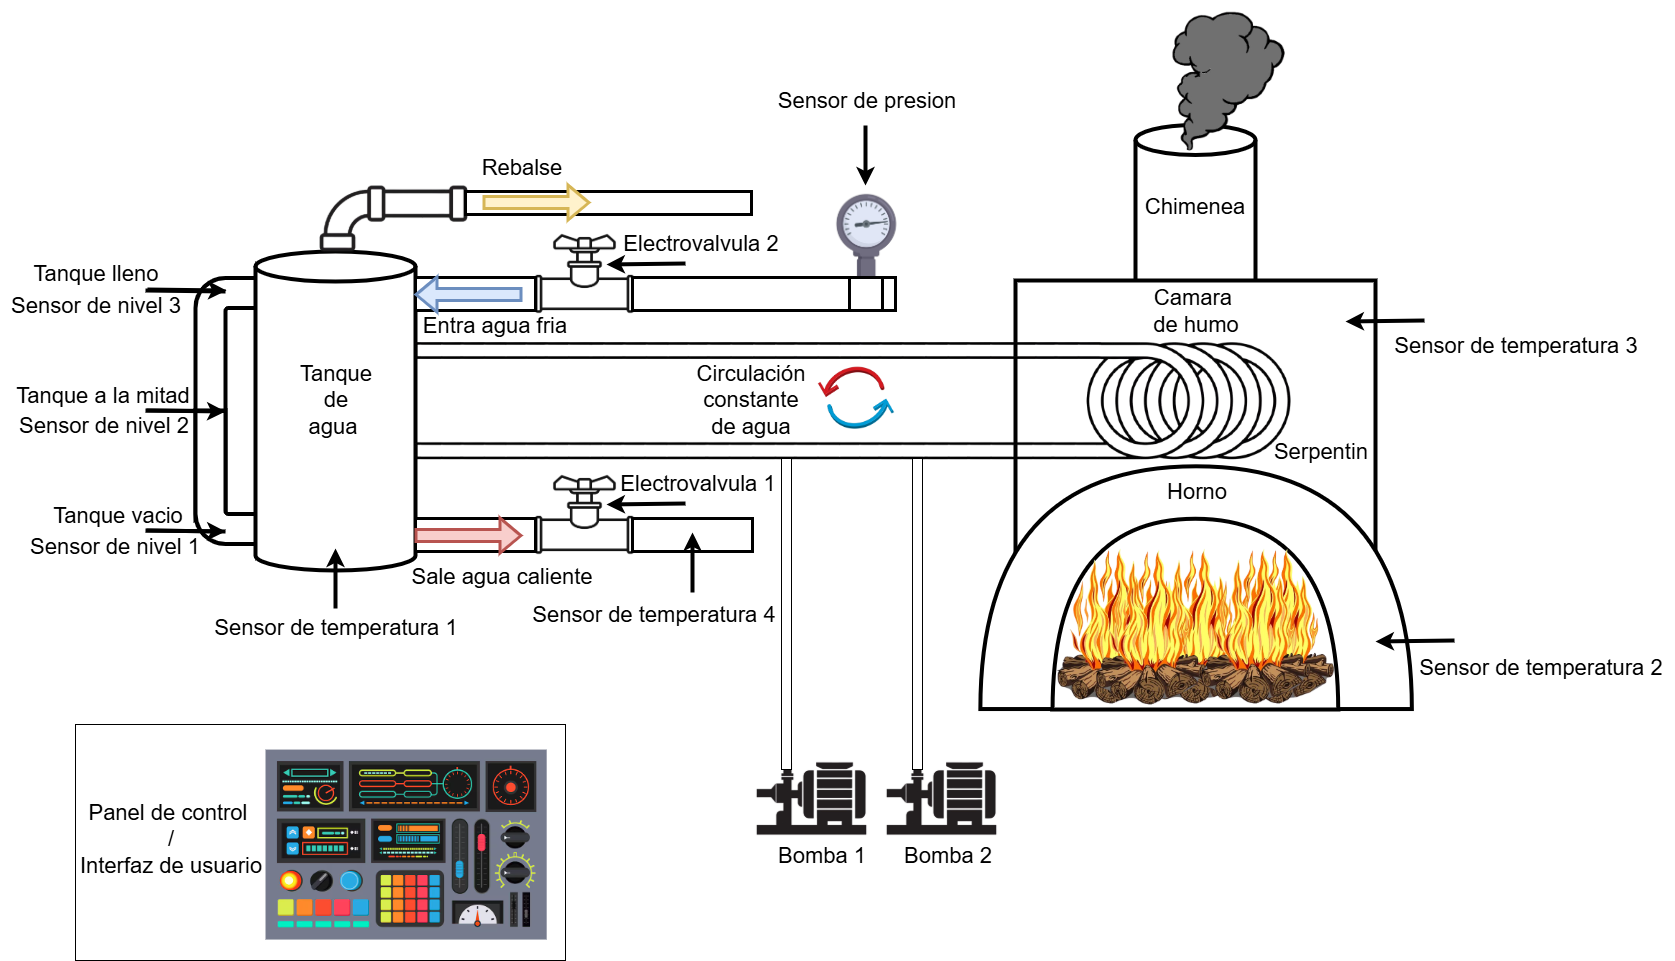 Sensor de presion
Rebalse
Chimenea
Electrovalvula 2
Tanque lleno
Sensor de nivel 3
Entra agua fria
Camara
de humo
Sensor de temperatura 3
Tanque
de
agua
Circulación
constante
de agua
Tanque a la mitad
Sensor de nivel 2
Serpentin
Electrovalvula 1
Horno
Tanque vacio
Sensor de nivel 1
Sale agua caliente
Sensor de temperatura 4
Sensor de temperatura 1
Sensor de temperatura 2
Panel de control
/
Interfaz de usuario
Bomba 1
Bomba 2